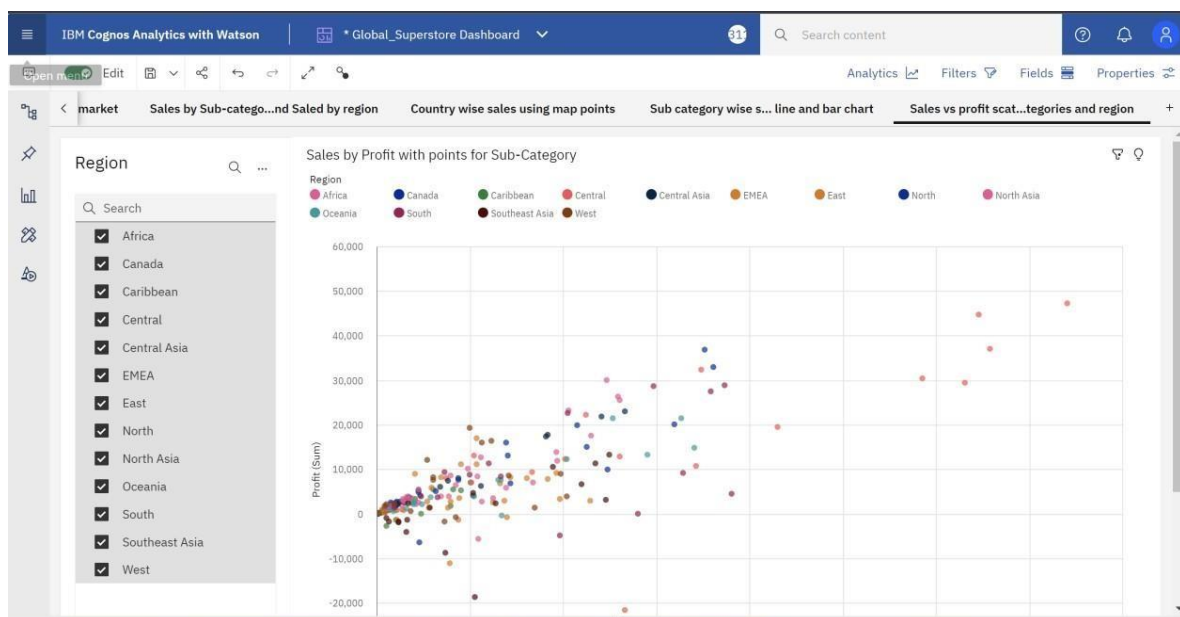 IBM Cognos Analytics with Watson
* Global_Superstore Dashboard
311
Search content
Open menu
Edit
Analytics
Filters
Fields
Properties
market
Sales by Sub-catego...nd Saled by region
Country wise sales using map points
Sub category wise s... line and bar chart
Sales vs profit scat...tegories and region
+
Region
...
Search
Africa
Canada
Caribbean
Central
Central Asia
EMEA
East
North
North Asia
Oceania
South
Southeast Asia
West
Sales by Profit with points for Sub-Category
Region
Africa Canada Caribbean Central Central Asia EMEA East North North Asia
Oceania South Southeast Asia West
Profit (Sum)
60,000
50,000
40,000
30,000
20,000
10,000
0
-10,000
-20,000